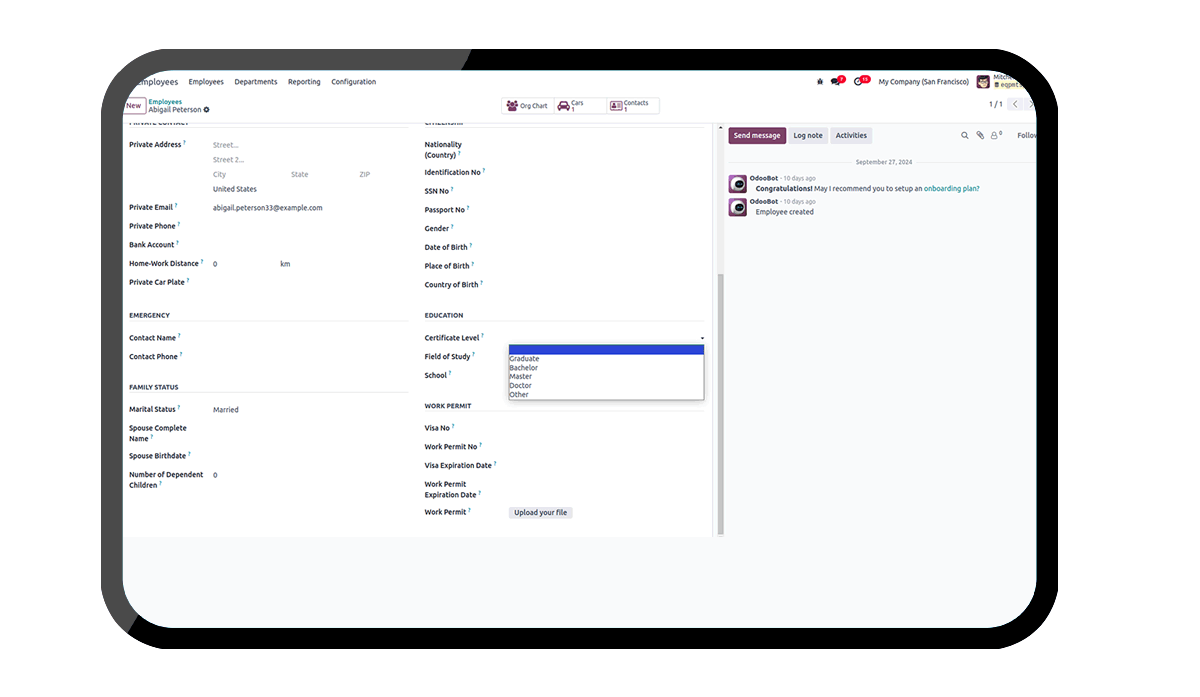 Employees Employees Departments Reporting Configuration
7 15 My Company (San Francisco)
New Employees
Abigail Peterson
Org Chart
Cars
1
Contacts
1
1 / 1
PRIVATE CONTACT
Private Address ?
Street...
Street 2...
City State ZIP
United States
Private Email ? abigail.peterson33@example.com
Private Phone ?
Bank Account ?
Home-Work Distance ? 0 km
Private Car Plate ?
EMERGENCY
Contact Name ?
Contact Phone ?
FAMILY STATUS
Marital Status ? Married
Spouse Complete
Name ?
Spouse Birthdate ?
Number of Dependent 0
Children ?
CITIZENSHIP
Nationality
(Country) ?
Identification No ?
SSN No ?
Passport No ?
Gender ?
Date of Birth ?
Place of Birth ?
Country of Birth ?
EDUCATION
Certificate Level ?
Field of Study ?
School ?
Graduate
Bachelor
Master
Doctor
Other
WORK PERMIT
Visa No ?
Work Permit No ?
Visa Expiration Date ?
Work Permit
Expiration Date ?
Work Permit ? Upload your file
Send message Log note Activities 0
September 27, 2024
OdooBot - 10 days ago
Congratulations! May I recommend you to setup an onboarding plan?
OdooBot - 10 days ago
Employee created